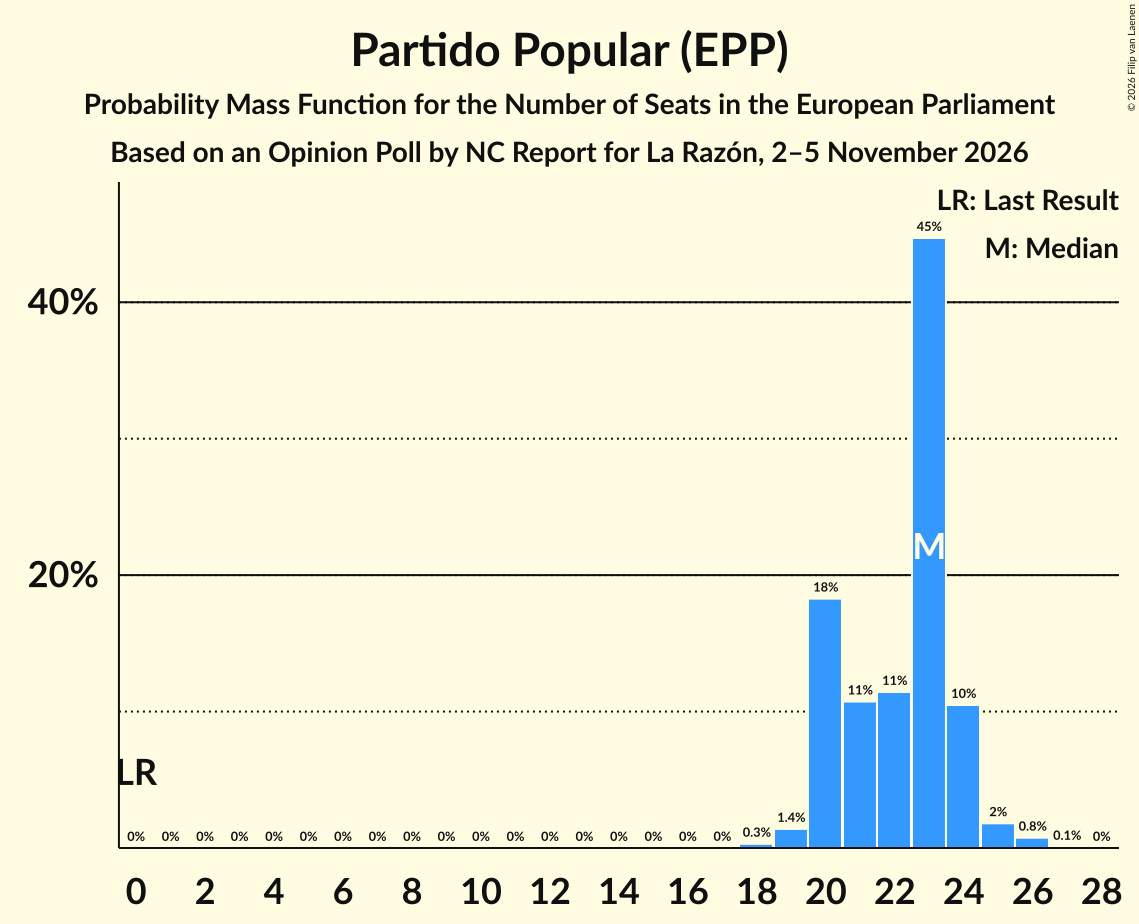 Partido Popular (EPP)
Probability Mass Function for the Number of Seats in the European Parliament
Based on an Opinion Poll by NC Report for La Razón, 2–5 November 2026
© 2026 Filip van Laenen
LR: Last Result
M: Median
40%
20%
45%
M
18%
11%
11%
10%
LR
0% 0% 0% 0% 0% 0% 0% 0% 0% 0% 0% 0% 0% 0% 0% 0% 0% 0% 0.3% 1.4% 2% 0.8% 0.1% 0%
0 2 4 6 8 10 12 14 16 18 20 22 24 26 28